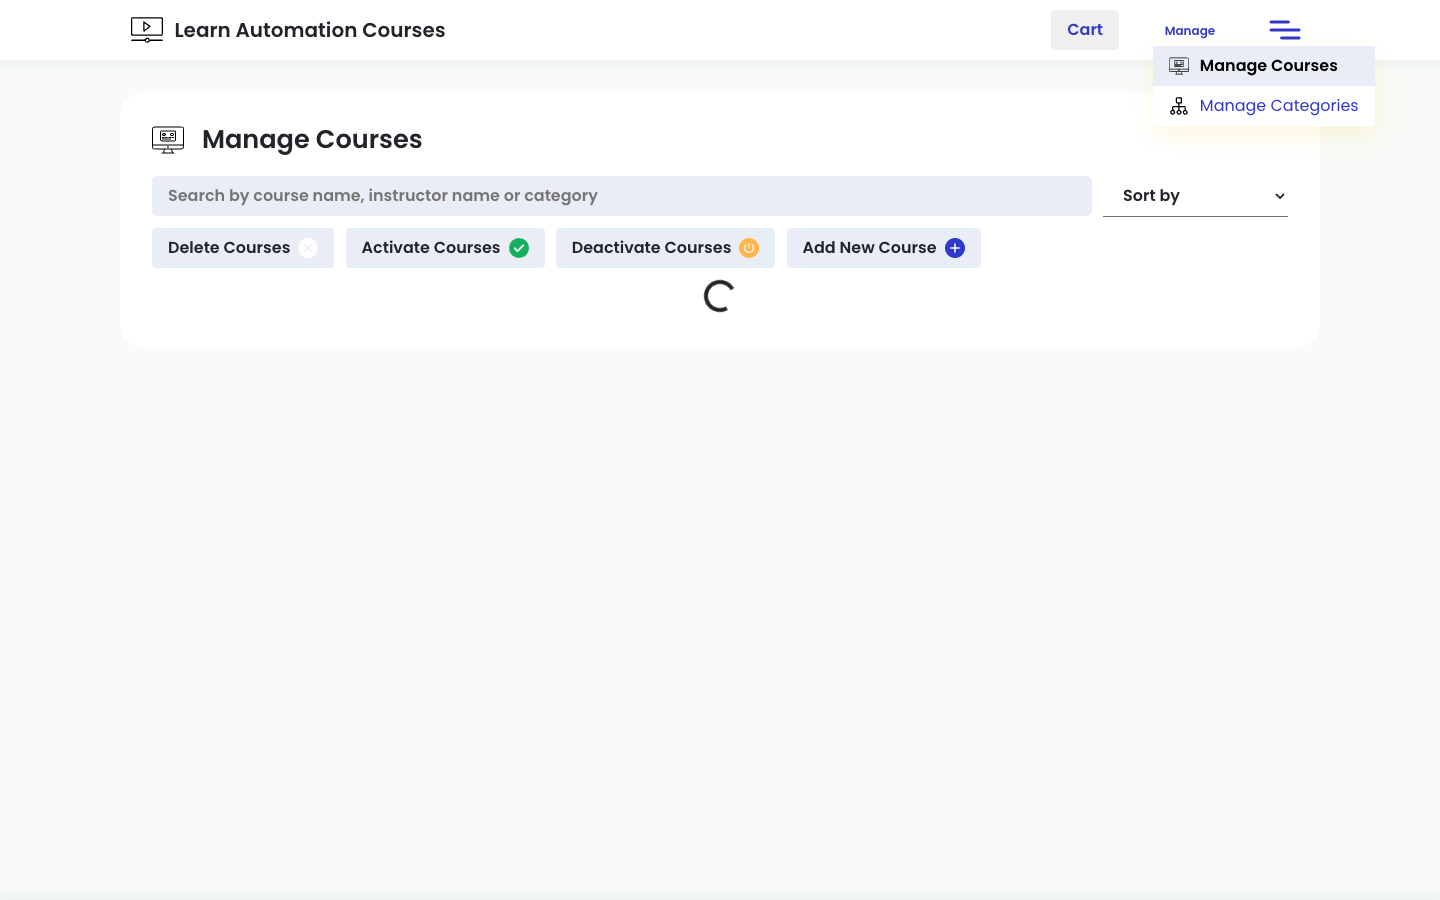 Learn Automation Courses
Cart
Manage
Manage Courses
Manage Categories
Manage Courses
Search by course name, instructor name or category
Sort by
Delete Courses
Activate Courses
Deactivate Courses
Add New Course